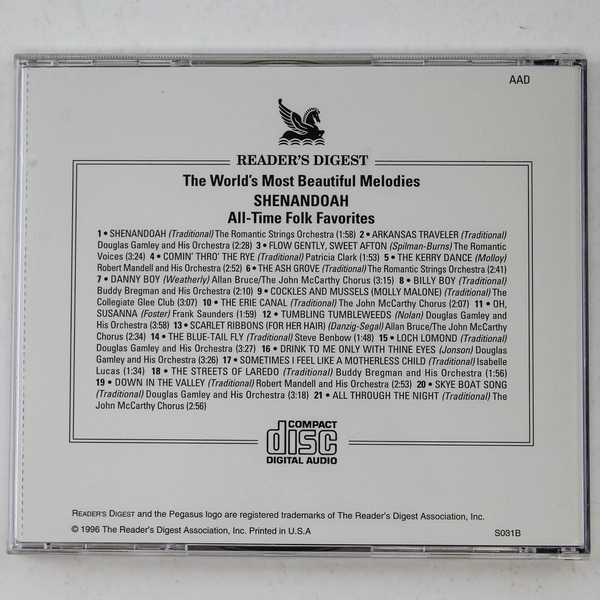 AAD
READER'S DIGEST
The World's Most Beautiful Melodies
SHENANDOAH
All-Time Folk Favorites
1 • SHENANDOAH (Traditional) The Romantic Strings Orchestra (1:58) 2 • ARKANSAS TRAVELER (Traditional)
Douglas Gamley and His Orchestra (2:28) 3 • FLOW GENTLY, SWEET AFTON (Spilman-Burns) The Romantic
Voices (3:24) 4 • COMIN' THRO' THE RYE (Traditional) Patricia Clark (1:53) 5 • THE KERRY DANCE (Molloy)
Robert Mandell and His Orchestra (2:52) 6 • THE ASH GROVE (Traditional) The Romantic Strings Orchestra (2:41)
7 • DANNY BOY (Weatherly) Allan Bruce/The John McCarthy Chorus (3:15) 8 • BILLY BOY (Traditional)
Buddy Bregman and His Orchestra (2:10) 9 • COCKLES AND MUSSELS (MOLLY MALONE) (Traditional) The
Collegiate Glee Club (3:07) 10 • THE ERIE CANAL (Traditional) The John McCarthy Chorus (2:07) 11 • OH,
SUSANNA (Foster) Frank Saunders (1:59) 12 • TUMBLING TUMBLEWEEDS (Nolan) Douglas Gamley and
His Orchestra (3:58) 13 • SCARLET RIBBONS (FOR HER HAIR) (Danzig-Segal) Allan Bruce/The John McCarthy
Chorus (2:34) 14 • THE BLUE-TAIL FLY (Traditional) Steve Benbow (1:48) 15 • LOCH LOMOND (Traditional)
Douglas Gamley and His Orchestra (3:27) 16 • DRINK TO ME ONLY WITH THINE EYES (Jonson) Douglas
Gamley and His Orchestra (3:26) 17 • SOMETIMES I FEEL LIKE A MOTHERLESS CHILD (Traditional) Isabelle
Lucas (1:34) 18 • THE STREETS OF LAREDO (Traditional) Buddy Bregman and His Orchestra (1:56)
19 • DOWN IN THE VALLEY (Traditional) Robert Mandell and His Orchestra (2:53) 20 • SKYE BOAT SONG
(Traditional) Douglas Gamley and His Orchestra (3:18) 21 • ALL THROUGH THE NIGHT (Traditional) The
John McCarthy Chorus (2:56)
COMPACT
disc
DIGITAL AUDIO
READER'S DIGEST and the Pegasus logo are registered trademarks of The Reader's Digest Association, Inc.
© 1996 The Reader's Digest Association, Inc. Printed in U.S.A
S031B